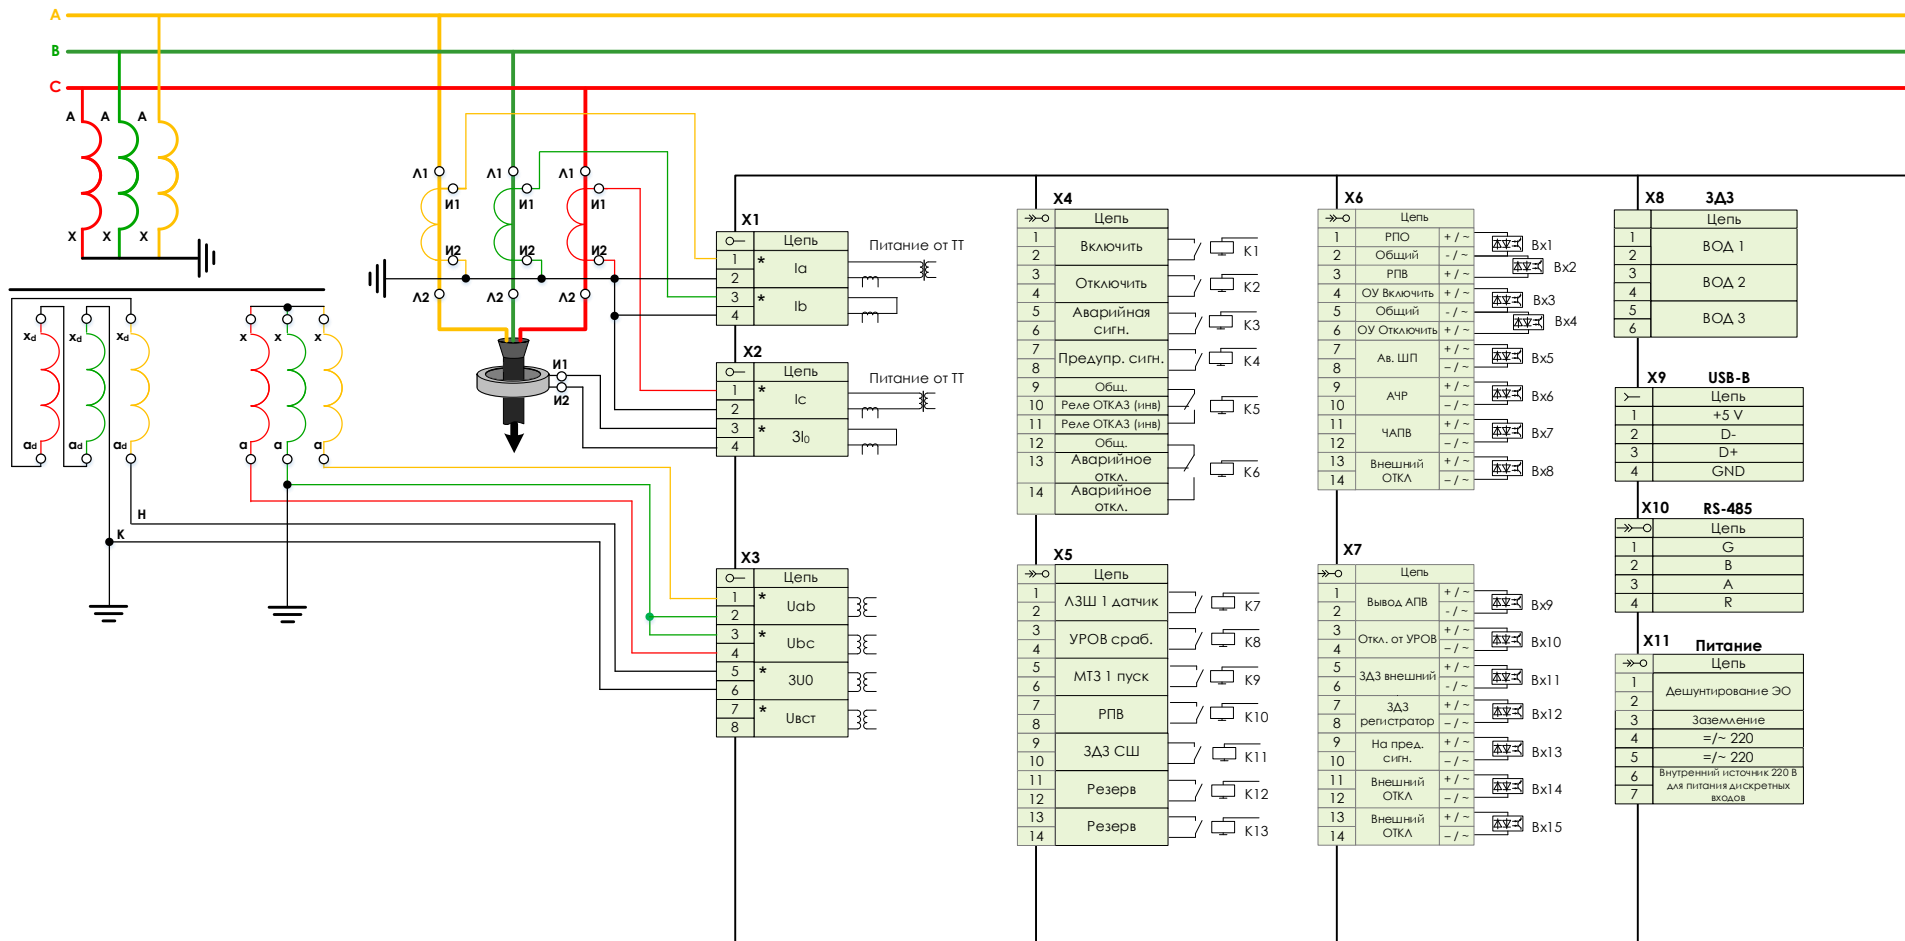 A
B
C
A A A
X X X
Л1 Л1 Л1
И1 И1 И1
И2 И2 И2
Л2 Л2 Л2
И1
И2
xd xd xd
ad ad ad
x x x
a a a
Н
К
X1
Цепь
Питание от ТТ
1 * Ia
2
3 * Ib
4
X2
Цепь
Питание от ТТ
1 * Ic
2
3 * 3I0
4
X3
Цепь
1 * Uab
2
3 * Ubc
4
5 * 3U0
6
7 * Uвст
8
X4
Цепь
1 Включить K1
2
3 Отключить K2
4
5 Аварийная K3
6 сигн.
7 Предупр. сигн. K4
8
9 Общ.
10 Реле ОТКАЗ (инв) K5
11 Реле ОТКАЗ (инв)
12 Общ.
13 Аварийное K6
откл.
14 Аварийное
откл.
X5
Цепь
1 ЛЗШ 1 датчик K7
2
3 УРОВ сраб. K8
4
5 МТЗ 1 пуск K9
6
7 РПВ K10
8
9 ЗДЗ СШ K11
10
11 Резерв K12
12
13 Резерв K13
14
X6
Цепь
1 РПО + / ~ Вх1
2 Общий - / ~ Вх2
3 РПВ + / ~
4 ОУ Включить + / ~ Вх3
5 Общий - / ~ Вх4
6 ОУ Отключить + / ~
7 Ав. ШП + / ~ Вх5
8 – / ~
9 АЧР + / ~ Вх6
10 – / ~
11 ЧАПВ + / ~ Вх7
12 – / ~
13 Внешний + / ~ Вх8
14 ОТКЛ – / ~
X7
Цепь
1 Вывод АПВ + / ~ Вх9
2 - / ~
3 Откл. от УРОВ + / ~ Вх10
4 – / ~
5 ЗДЗ внешний + / ~ Вх11
6 - / ~
7 ЗДЗ + / ~ Вх12
8 регистратор – / ~
9 На пред. + / ~ Вх13
10 сигн. – / ~
11 Внешний + / ~ Вх14
12 ОТКЛ – / ~
13 Внешний + / ~ Вх15
14 ОТКЛ – / ~
X8 ЗДЗ
Цепь
1 ВОД 1
2
3 ВОД 2
4
5 ВОД 3
6
X9 USB-B
Цепь
1 +5 V
2 D-
3 D+
4 GND
X10 RS-485
Цепь
1 G
2 B
3 A
4 R
X11 Питание
Цепь
1 Дешунтирование ЭО
2
3 Заземление
4 =/~ 220
5 =/~ 220
6 Внутренний источник 220 В
для питания дискретных
7 входов